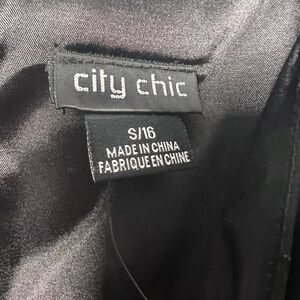 city chic
S/16
MADE IN CHINA
FABRIQUE EN CHINE